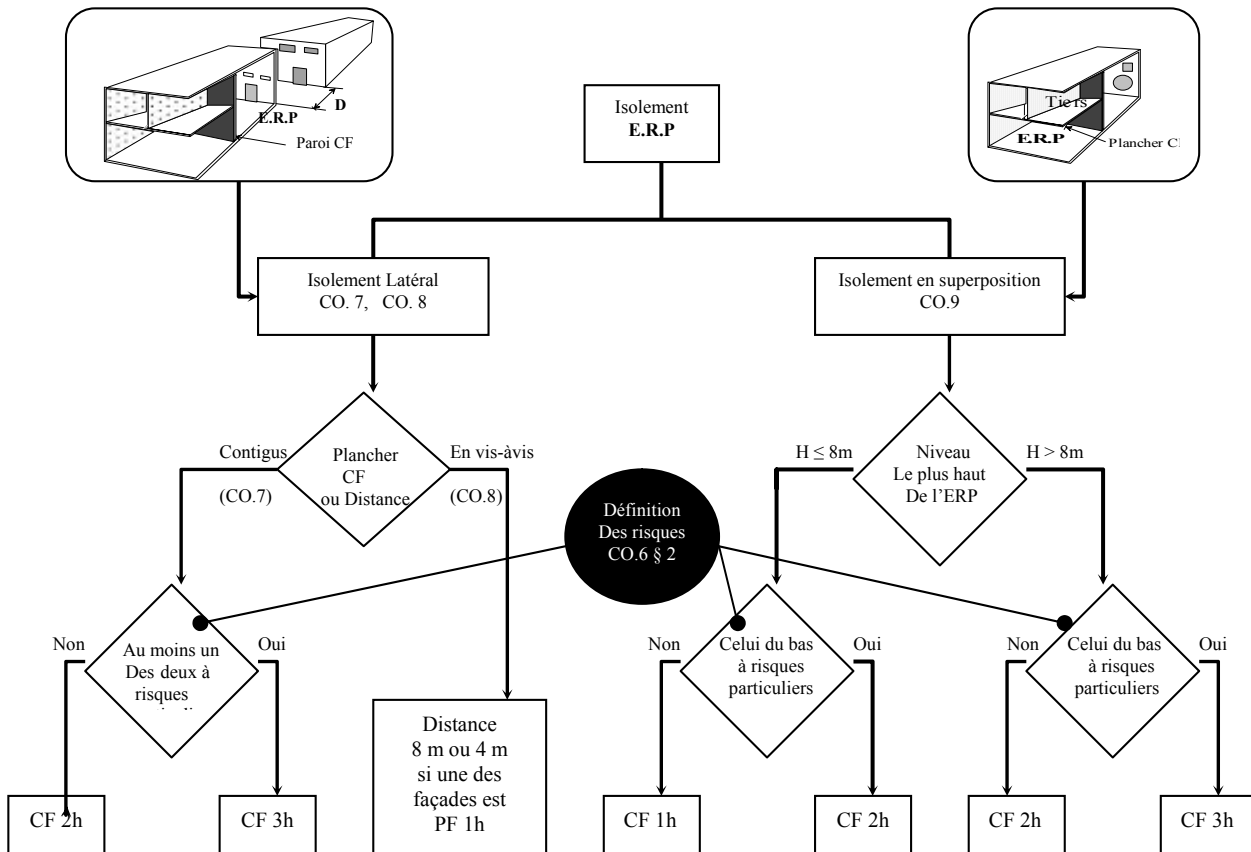 E.R.P
D
Paroi CF
Isolement
E.R.P
Tiers
E.R.P
Plancher C
Isolement Latéral
CO. 7, CO. 8
Isolement en superposition
CO.9
Contigus
(CO.7)
Plancher
CF
ou Distance
En vis-àvis
(CO.8)
H ≤ 8m
Niveau
Le plus haut
De l’ERP
H > 8m
Définition
Des risques
CO.6 § 2
Non
Au moins un
Des deux à
risques
Oui
Non
Celui du bas
à risques
particuliers
Oui
Non
Celui du bas
à risques
particuliers
Oui
Distance
8 m ou 4 m
si une des
façades est
PF 1h
CF 2h
CF 3h
CF 1h
CF 2h
CF 2h
CF 3h